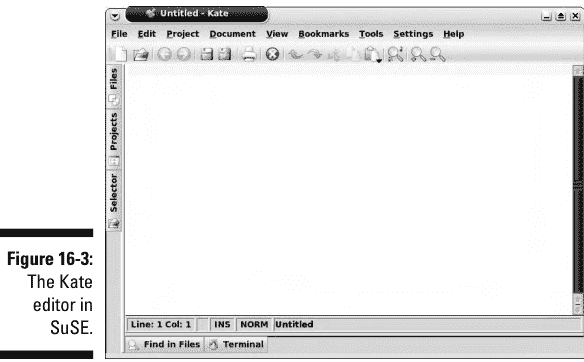 Untitled - Kate
File Edit Project Document View Bookmarks Tools Settings Help
Files
Projects
Selector
Figure 16-3:
The Kate
editor in
SuSE.
Line: 1 Col: 1 INS NORM Untitled
Find in Files Terminal